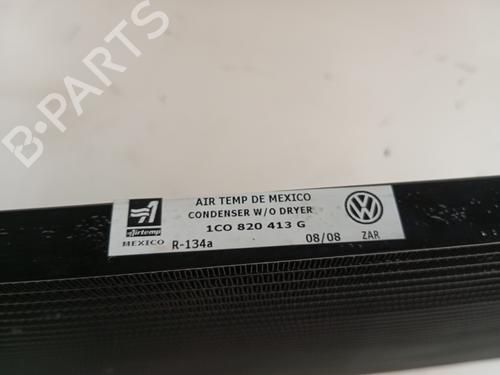 B-PARTS
AIR TEMP DE MEXICO
CONDENSER W/O DRYER
1C0 820 413 G
airtemp
MEXICO R-134a 08/08 ZAR